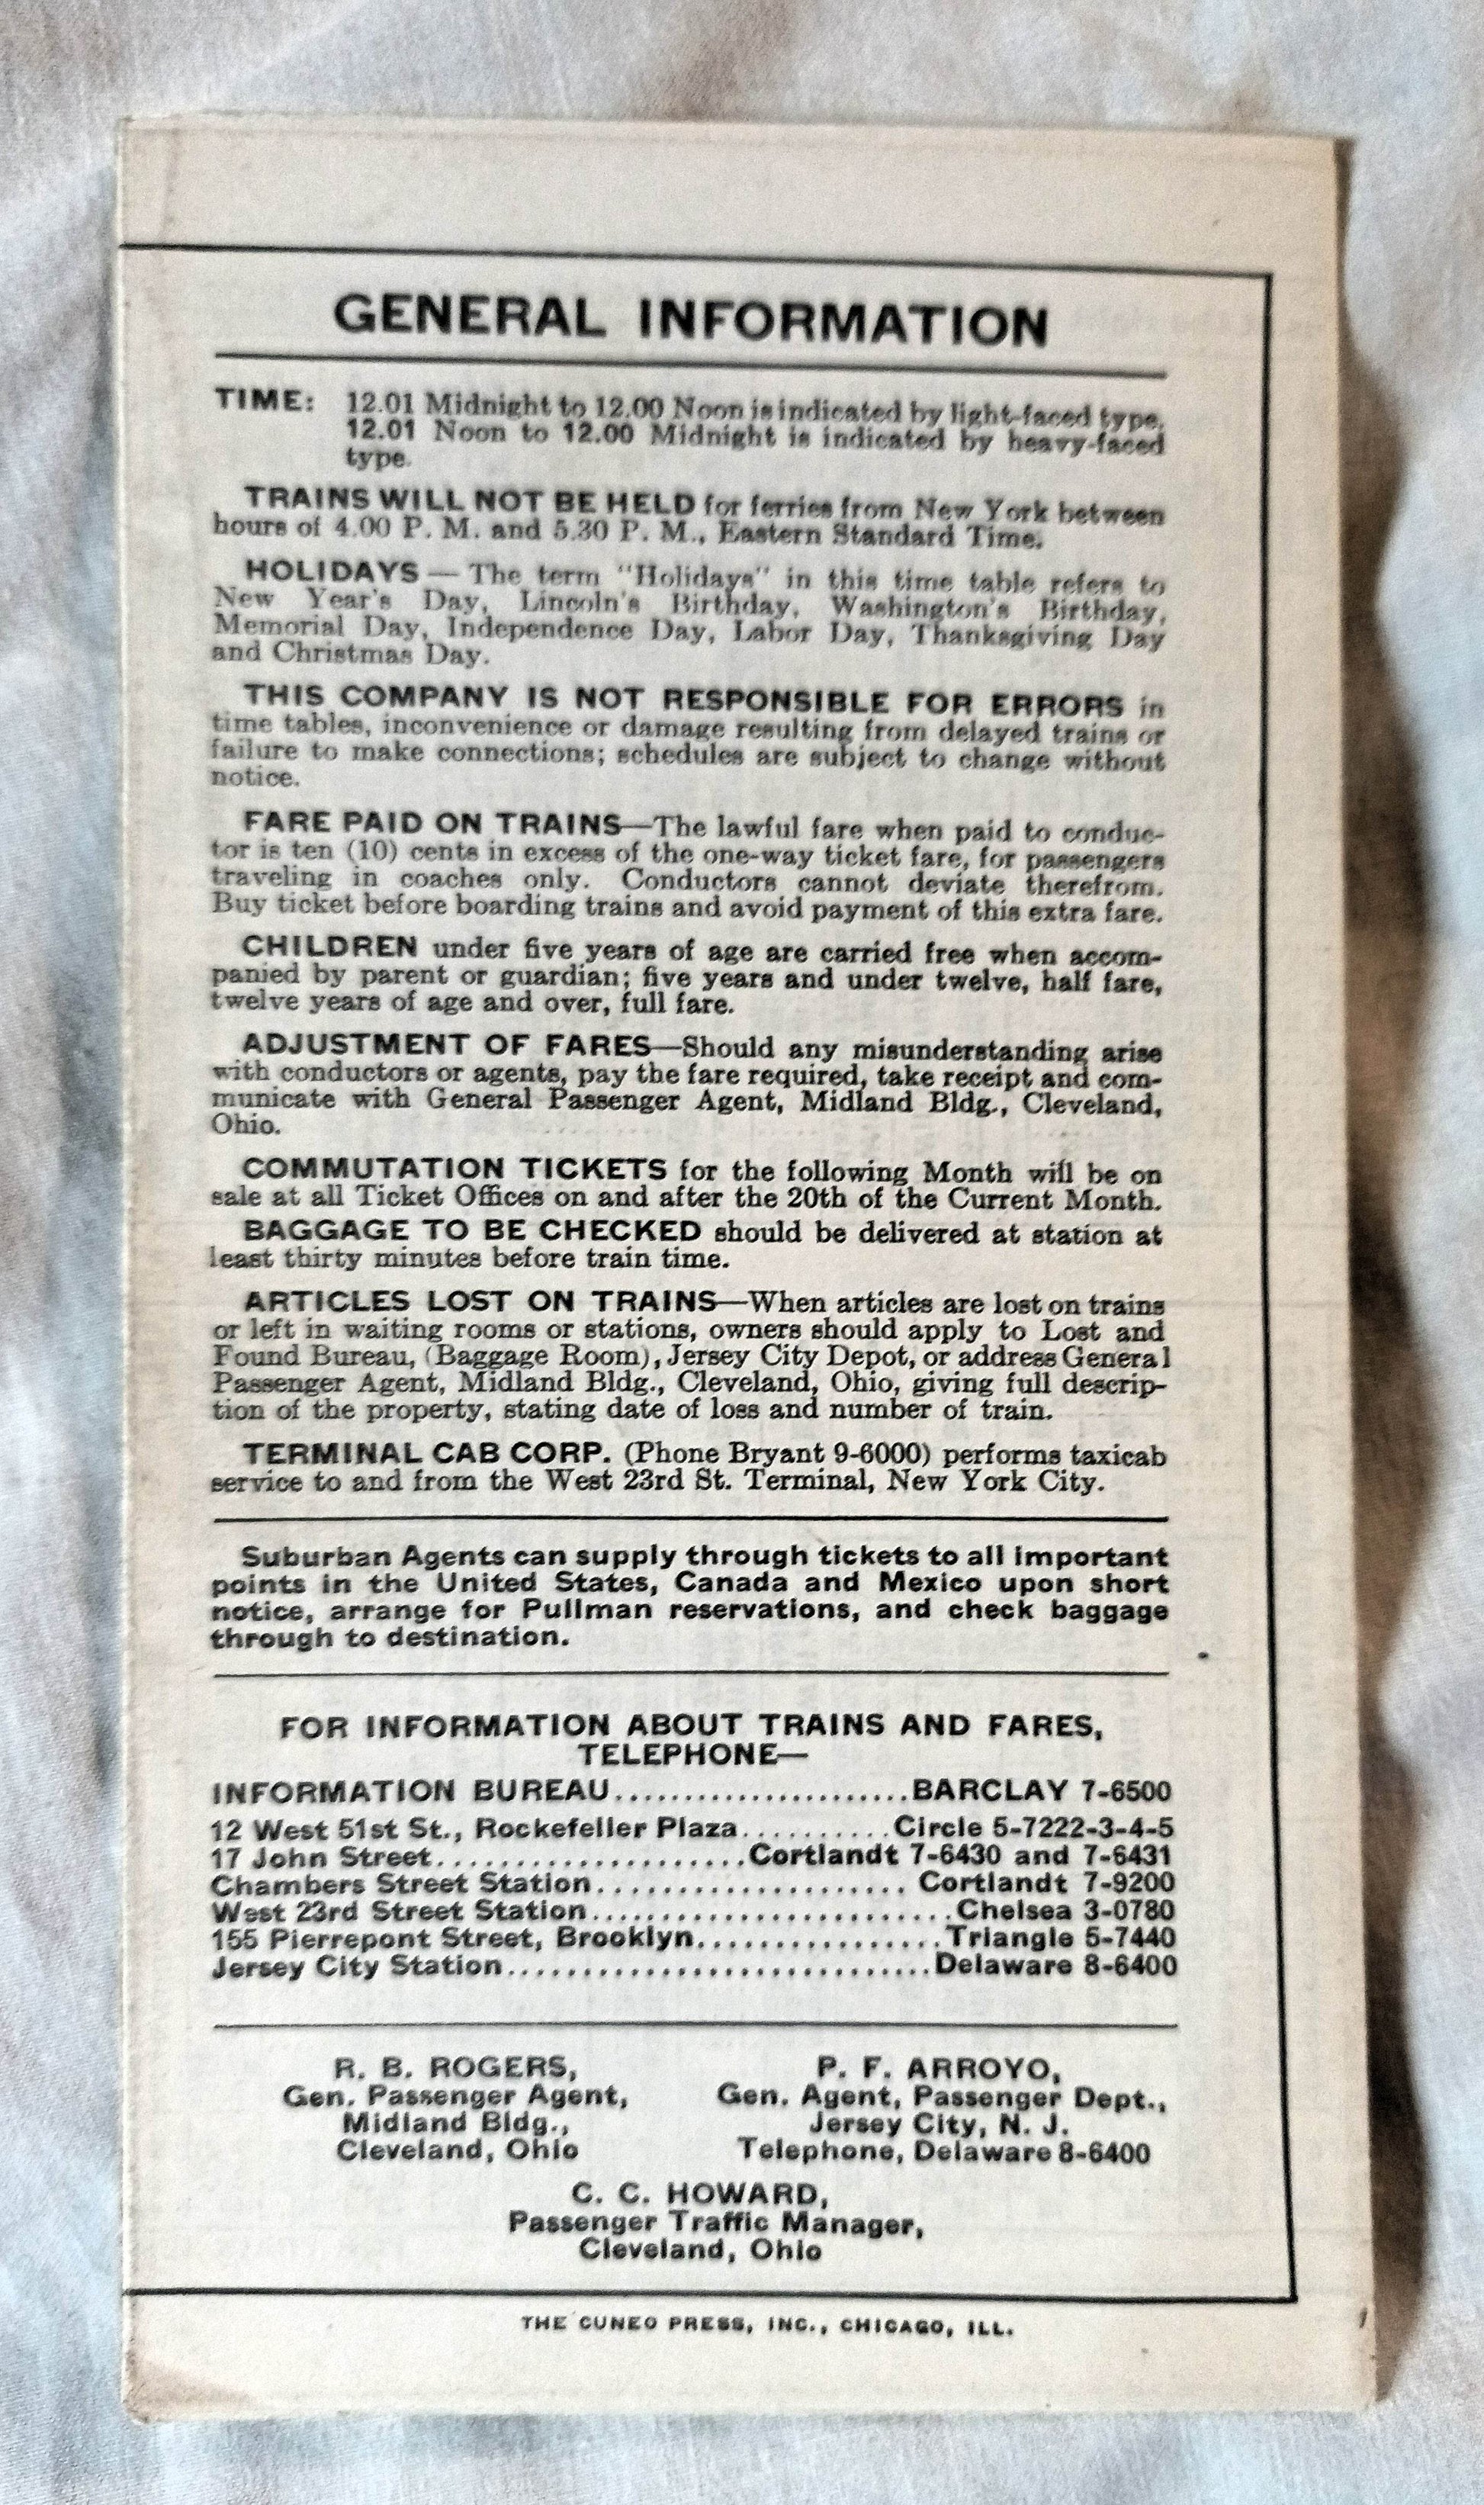 GENERAL INFORMATION
TIME: 12.01 Midnight to 12.00 Noon is indicated by light-faced type.
12.01 Noon to 12.00 Midnight is indicated by heavy-faced
type.
TRAINS WILL NOT BE HELD for ferries from New York between
hours of 4.00 P. M. and 5.30 P. M., Eastern Standard Time.
HOLIDAYS — The term "Holidays" in this time table refers to
New Year's Day, Lincoln's Birthday, Washington's Birthday,
Memorial Day, Independence Day, Labor Day, Thanksgiving Day
and Christmas Day.
THIS COMPANY IS NOT RESPONSIBLE FOR ERRORS in
time tables, inconvenience or damage resulting from delayed trains or
failure to make connections; schedules are subject to change without
notice.
FARE PAID ON TRAINS—The lawful fare when paid to conduc-
tor is ten (10) cents in excess of the one-way ticket fare, for passengers
traveling in coaches only. Conductors cannot deviate therefrom.
Buy ticket before boarding trains and avoid payment of this extra fare.
CHILDREN under five years of age are carried free when accom-
panied by parent or guardian; five years and under twelve, half fare,
twelve years of age and over, full fare.
ADJUSTMENT OF FARES—Should any misunderstanding arise
with conductors or agents, pay the fare required, take receipt and com-
municate with General Passenger Agent, Midland Bldg., Cleveland,
Ohio.
COMMUTATION TICKETS for the following Month will be on
sale at all Ticket Offices on and after the 20th of the Current Month.
BAGGAGE TO BE CHECKED should be delivered at station at
least thirty minutes before train time.
ARTICLES LOST ON TRAINS—When articles are lost on trains
or left in waiting rooms or stations, owners should apply to Lost and
Found Bureau, (Baggage Room), Jersey City Depot, or address General
Passenger Agent, Midland Bldg., Cleveland, Ohio, giving full descrip-
tion of the property, stating date of loss and number of train.
TERMINAL CAB CORP. (Phone Bryant 9-6000) performs taxicab
service to and from the West 23rd St. Terminal, New York City.
Suburban Agents can supply through tickets to all important
points in the United States, Canada and Mexico upon short
notice, arrange for Pullman reservations, and check baggage
through to destination.
FOR INFORMATION ABOUT TRAINS AND FARES,
TELEPHONE—
INFORMATION BUREAU......................BARCLAY 7-6500
12 West 51st St., Rockefeller Plaza..........Circle 5-7222-3-4-5
17 John Street.....................Cortlandt 7-6430 and 7-6431
Chambers Street Station..................... Cortlandt 7-9200
West 23rd Street Station........................Chelsea 3-0780
155 Pierrepont Street, Brooklyn.................Triangle 5-7440
Jersey City Station.............................Delaware 8-6400
R. B. ROGERS,
Gen. Passenger Agent,
Midland Bldg.,
Cleveland, Ohio
P. F. ARROYO,
Gen. Agent, Passenger Dept.,
Jersey City, N. J.
Telephone, Delaware 8-6400
C. C. HOWARD,
Passenger Traffic Manager,
Cleveland, Ohio
THE CUNEO PRESS, INC., CHICAGO, ILL.